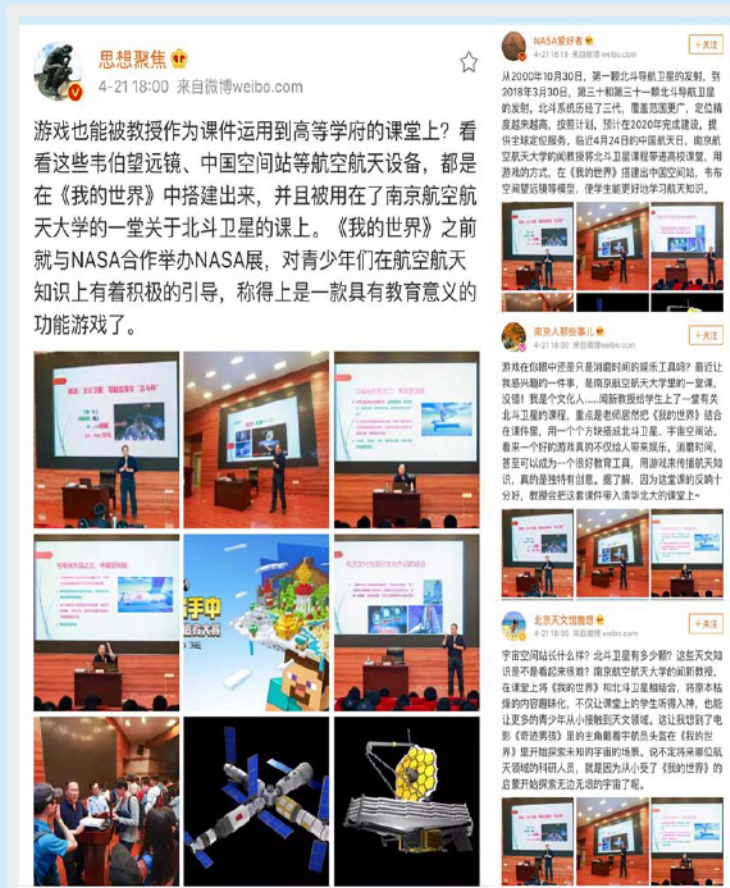 思想聚焦
4-21 18:00 来自微博weibo.com
游戏也能被教授作为课件运用到高等学府的课堂上？看
看这些韦伯望远镜、中国空间站等航空航天设备，都是
在《我的世界》中搭建出来，并且被用在了南京航空航
天大学的一堂关于北斗卫星的课上。《我的世界》之前
就与NASA合作举办NASA展，对青少年们在航空航天
知识上有着积极的引导，称得上是一款具有教育意义的
功能游戏了。
手中
NASA爱好者
+关注
4-21 18:19 来自微博 weibo.com
从2000年10月30日，第一颗北斗导航卫星的发射，到
2018年3月30日，第三十和第三十一颗北斗导航卫星
的发射，北斗系统历经了三代，覆盖范围更广，定位精
度越来越高。按照计划，预计在2020年完成建设，提
供全球定位服务。临近4月24日的中国航天日，南京航
空航天大学的闻教授将北斗卫星课程带进高校课堂，用
游戏的方式，在《我的世界》搭建出中国空间站，韦布
空间望远镜等模型，使学生能更好地学习航天知识。
南京人那些事儿
+关注
4-21 18:00 来自微博weibo.com
游戏在你眼中还是只是消磨时间的娱乐工具吗？最近让
我感兴趣的一件事，是南京航空航天大学里的一堂课，
没错！我是个文化人……闻新教授给学生上了一堂有关
北斗卫星的课程，重点是老师居然把《我的世界》结合
在课件里，用一个个方块搭成北斗卫星、宇宙空间站。
看来一个好的游戏真的不仅给人带来娱乐，消磨时间，
甚至可以成为一个很好教育工具，用游戏来传播航天知
识，真的是独特有创意。据了解，因为这堂课的反响十
分好，教授会把这套课件带入清华北大的课堂上~
北京天文馆詹想
+关注
4-21 18:00 来自微博 weibo.com
宇宙空间站长什么样？北斗卫星有多少颗？这些天文知
识是不是看起来很难？南京航空航天大学的闻新教授，
在课堂上将《我的世界》和北斗卫星相结合，将原本枯
燥的内容趣味化，不仅让课堂上的学生听得入神，也能
让更多的青少年从小接触到天文领域。这让我想到了电
影《奇迹男孩》里的主角戴着宇航员头盔在《我的世
界》里开始探索未知的宇宙的场景。说不定将来哪位航
天领域的科研人员，就是因为从小受了《我的世界》的
启蒙开始探索无边无垠的宇宙了呢。